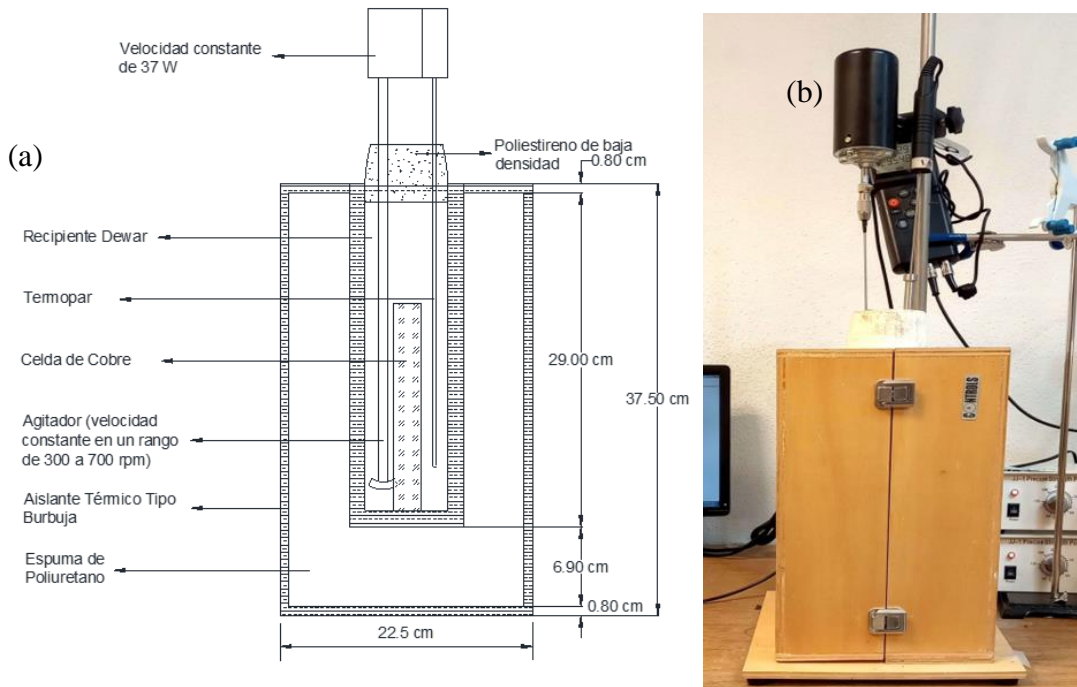 Velocidad constante
de 37 W
(a)
Poliestireno de baja
densidad
0.80 cm
Recipiente Dewar
Termopar
Celda de Cobre
29.00 cm
37.50 cm
Agitador (velocidad
constante en un rango
de 300 a 700 rpm)
Aislante Térmico Tipo
Burbuja
Espuma de
Poliuretano
6.90 cm
0.80 cm
22.5 cm
(b)
CONTROLS